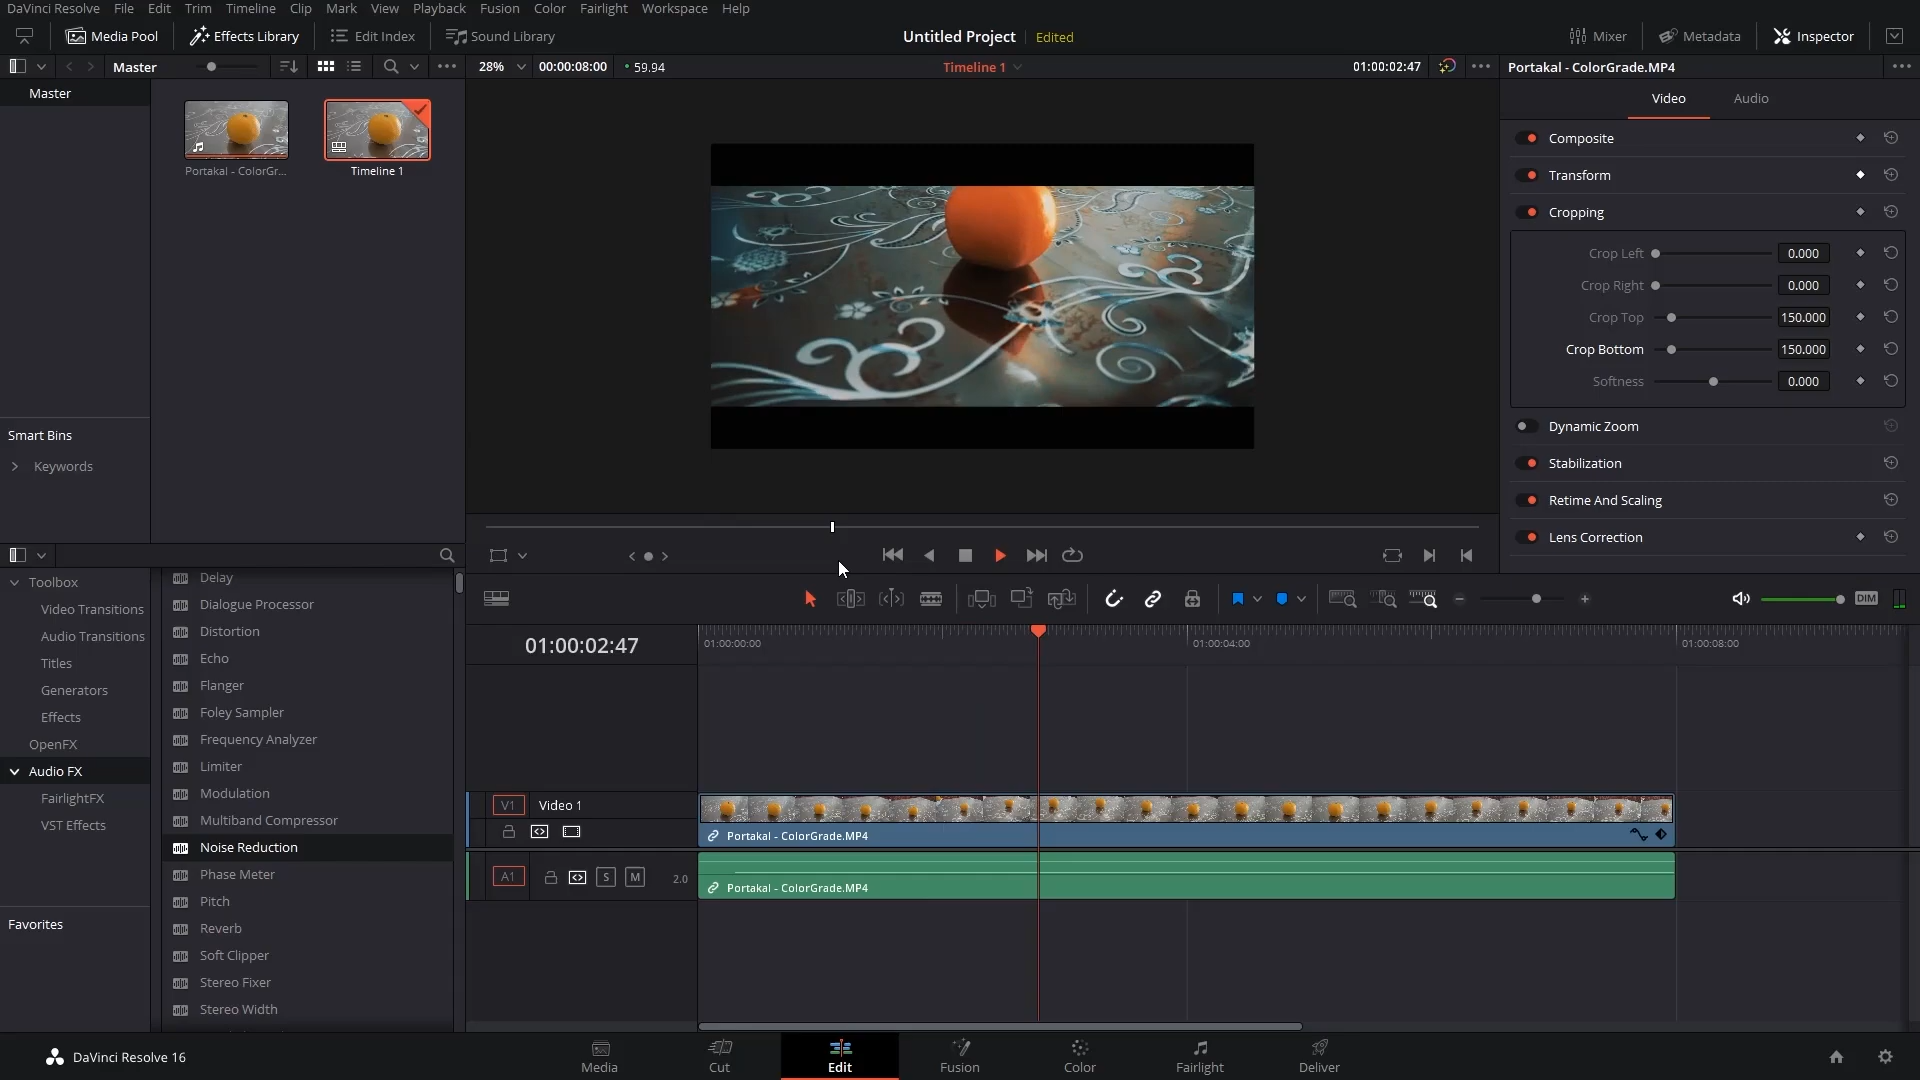 DaVinci Resolve File Edit Trim Timeline Clip Mark View Playback Fusion Color Fairlight Workspace Help
Media Pool Effects Library Edit Index Sound Library Untitled Project Edited Mixer Metadata Inspector
Master 28% 00:00:08:00 59.94 Timeline 1 01:00:02:47 Portakal - ColorGrade.MP4
Master
Portakal - ColorGr...
Timeline 1
Smart Bins
Keywords
Video Audio
Composite
Transform
Cropping
Crop Left 0.000
Crop Right 0.000
Crop Top 150.000
Crop Bottom 150.000
Softness 0.000
Dynamic Zoom
Stabilization
Retime And Scaling
Lens Correction
Toolbox
Video Transitions
Audio Transitions
Titles
Generators
Effects
OpenFX
Audio FX
FairlightFX
VST Effects
Favorites
Delay
Dialogue Processor
Distortion
Echo
Flanger
Foley Sampler
Frequency Analyzer
Limiter
Modulation
Multiband Compressor
Noise Reduction
Phase Meter
Pitch
Reverb
Soft Clipper
Stereo Fixer
Stereo Width
DIM
01:00:02:47 01:00:00:00 01:00:04:00 01:00:08:00
V1 Video 1
Portakal - ColorGrade.MP4
A1 S M 2.0
Portakal - ColorGrade.MP4
DaVinci Resolve 16 Media Cut Edit Fusion Color Fairlight Deliver